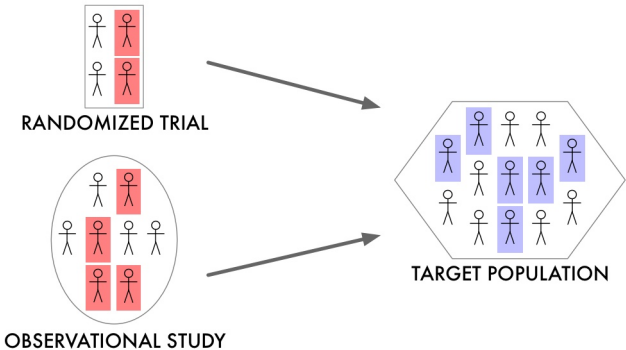 RANDOMIZED TRIAL
OBSERVATIONAL STUDY
TARGET POPULATION